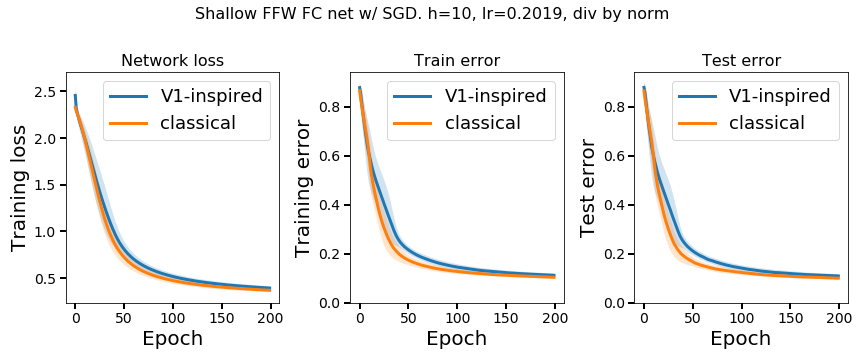 Shallow FFW FC net w/ SGD. h=10, lr=0.2019, div by norm
Network loss
Training loss
2.5
2.0
1.5
1.0
0.5
V1-inspired
classical
0
50
100
150
200
Epoch
Train error
Training error
0.8
0.6
0.4
0.2
0.0
V1-inspired
classical
0
50
100
150
200
Epoch
Test error
Test error
0.8
0.6
0.4
0.2
0.0
V1-inspired
classical
0
50
100
150
200
Epoch